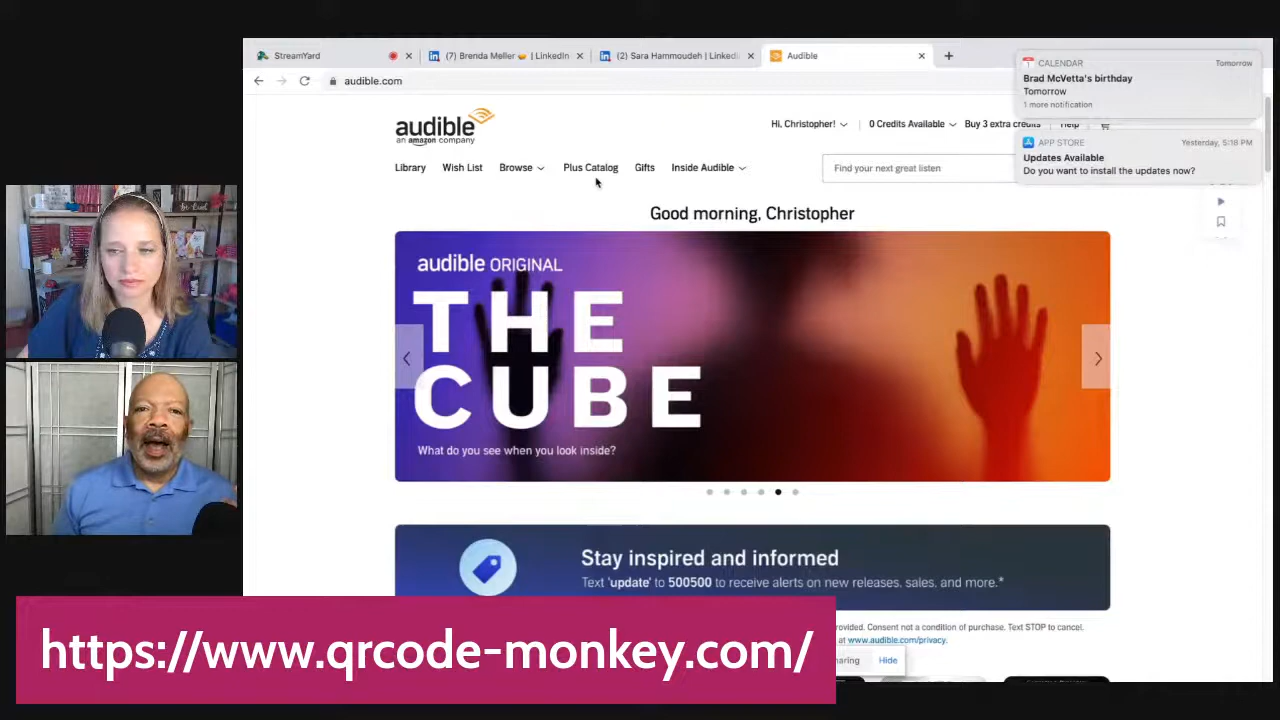 StreamYard
(7) Brenda Meller 🥧 | LinkedIn
(2) Sara Hammoudeh | LinkedIn
Audible
audible.com
CALENDAR
Tomorrow
Brad McVetta's birthday
Tomorrow
1 more notification
APP STORE
Yesterday, 5:18 PM
Updates Available
Do you want to install the updates now?
audible
an amazon company
Hi, Christopher!
0 Credits Available
Buy 3 extra credits
Help
Library
Wish List
Browse
Plus Catalog
Gifts
Inside Audible
Find your next great listen
Good morning, Christopher
audible ORIGINAL
THE
CUBE
What do you see when you look inside?
Stay inspired and informed
Text 'update' to 500500 to receive alerts on new releases, sales, and more.*
provided. Consent not a condition of purchase. Text STOP to cancel.
at www.audible.com/privacy.
Hide
https://www.qrcode-monkey.com/